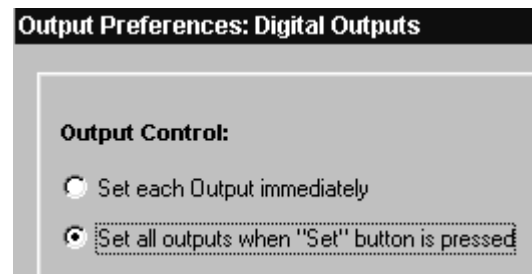 Output Preferences: Digital Outputs
Output Control:
Set each Output immediately
Set all outputs when "Set" button is pressed